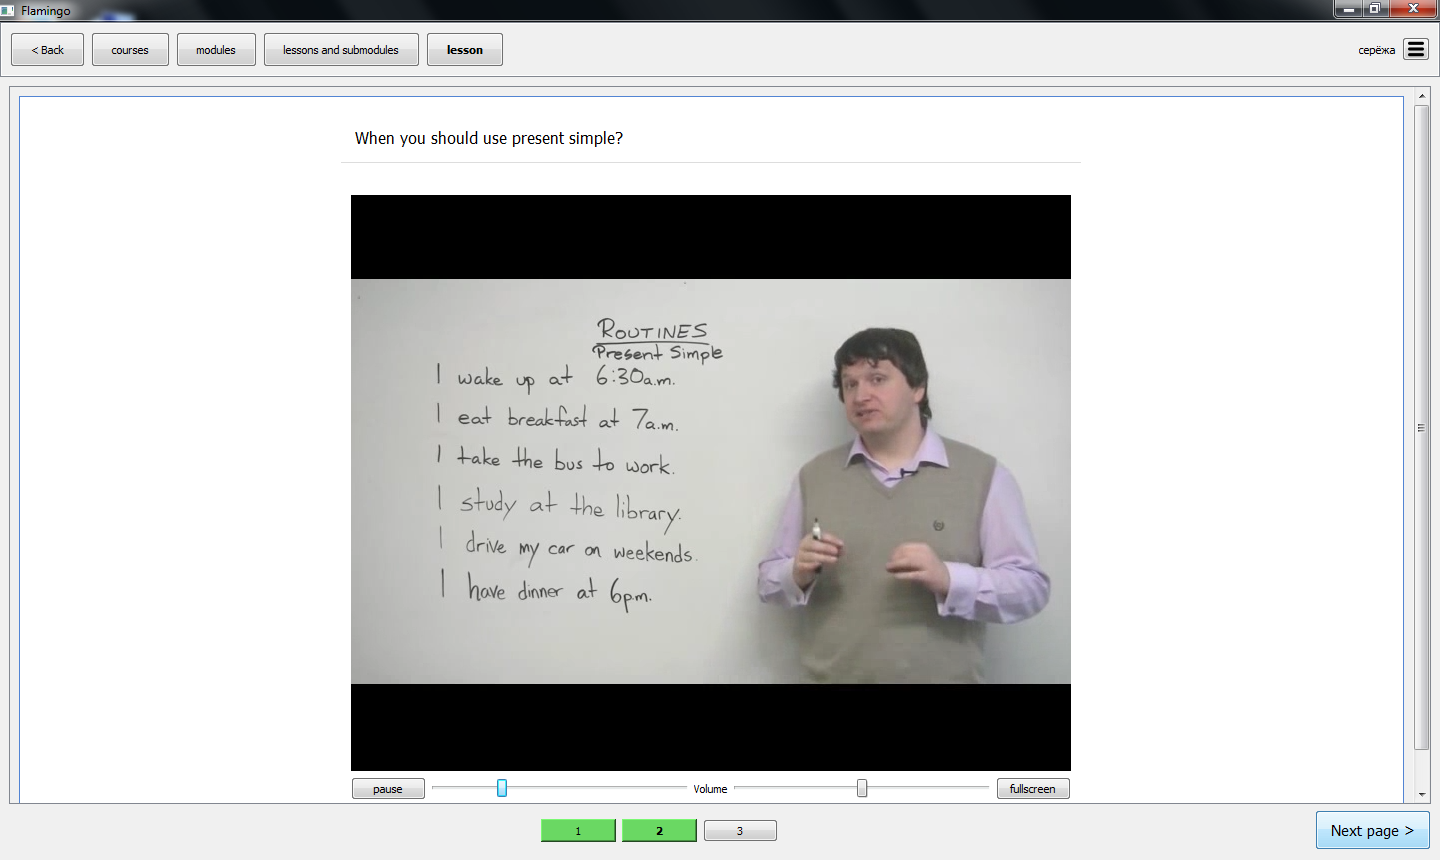 Flamingo
< Back
courses
modules
lessons and submodules
lesson
серёжа
When you should use present simple?
ROUTINES
Present Simple
I wake up at 6:30a.m.
I eat breakfast at 7a.m.
I take the bus to work.
I study at the library.
I drive my car on weekends.
I have dinner at 6p.m.
pause
Volume
fullscreen
1
2
3
Next page >